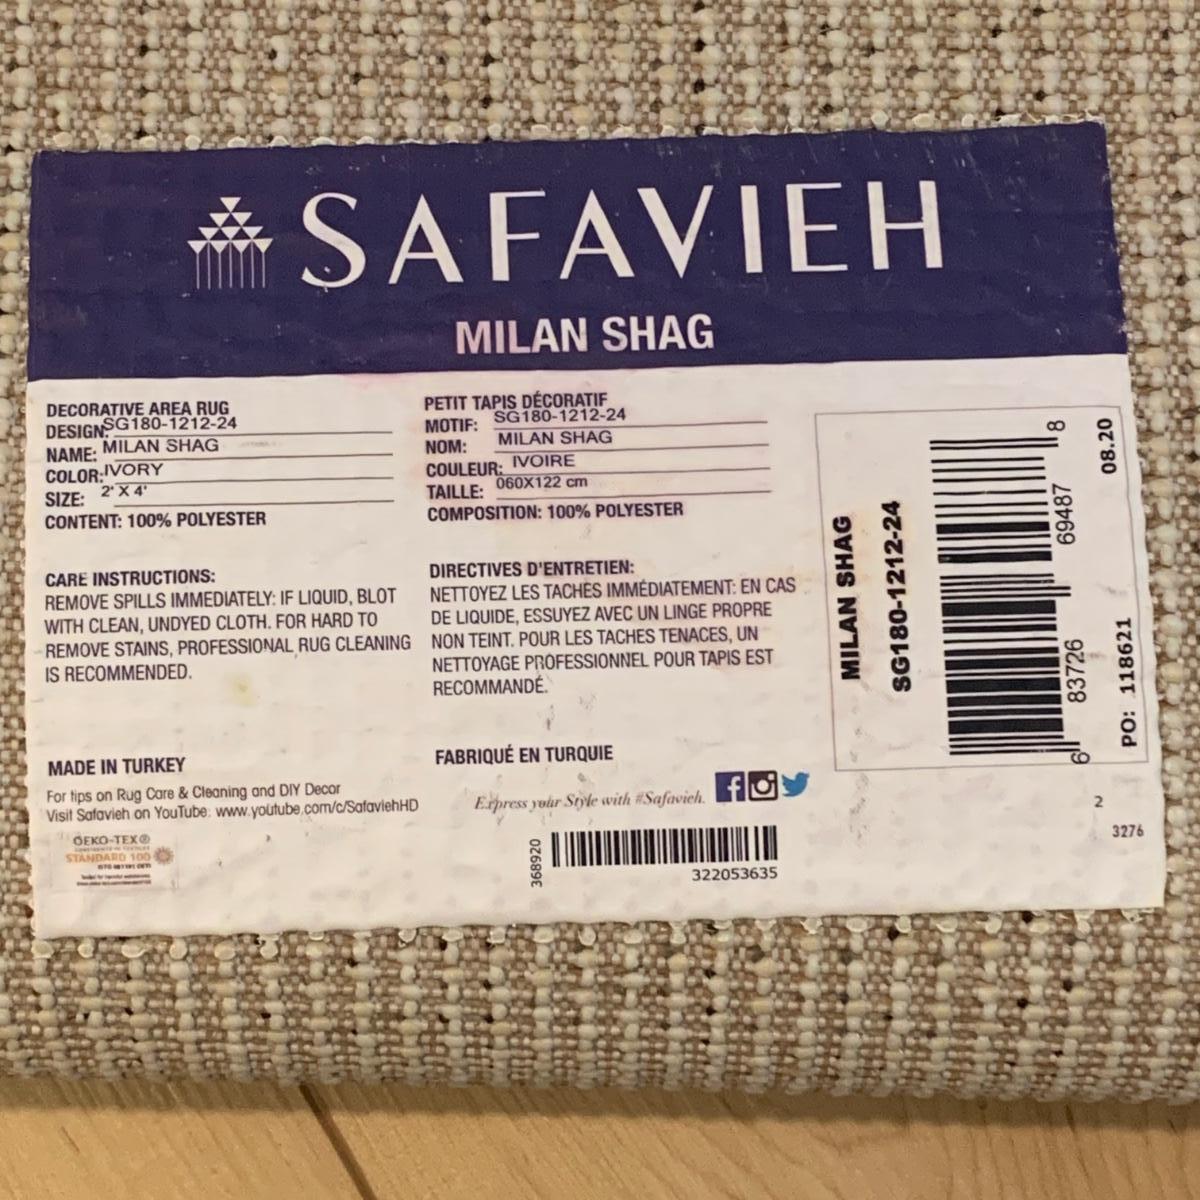 SAFAVIEH
MILAN SHAG
DECORATIVE AREA RUG
DESIGN: SG180-1212-24
NAME: MILAN SHAG
COLOR: IVORY
SIZE: 2' X 4'
CONTENT: 100% POLYESTER
CARE INSTRUCTIONS:
REMOVE SPILLS IMMEDIATELY: IF LIQUID, BLOT
WITH CLEAN, UNDYED CLOTH. FOR HARD TO
REMOVE STAINS, PROFESSIONAL RUG CLEANING
IS RECOMMENDED.
MADE IN TURKEY
For tips on Rug Care & Cleaning and DIY Decor
Visit Safavieh on YouTube: www.youtube.com/c/SafaviehHD
OEKO-TEX®
STANDARD 100
PETIT TAPIS DÉCORATIF
MOTIF: SG180-1212-24
NOM: MILAN SHAG
COULEUR: IVOIRE
TAILLE: 060X122 cm
COMPOSITION: 100% POLYESTER
DIRECTIVES D'ENTRETIEN:
NETTOYEZ LES TACHES IMMÉDIATEMENT: EN CAS
DE LIQUIDE, ESSUYEZ AVEC UN LINGE PROPRE
NON TEINT. POUR LES TACHES TENACES, UN
NETTOYAGE PROFESSIONNEL POUR TAPIS EST
RECOMMANDÉ.
FABRIQUÉ EN TURQUIE
Express your Style with #Safavieh.
368920
322053635
MILAN SHAG
SG180-1212-24
6 83726 69487 8
PO: 118621 08.20
2
3276